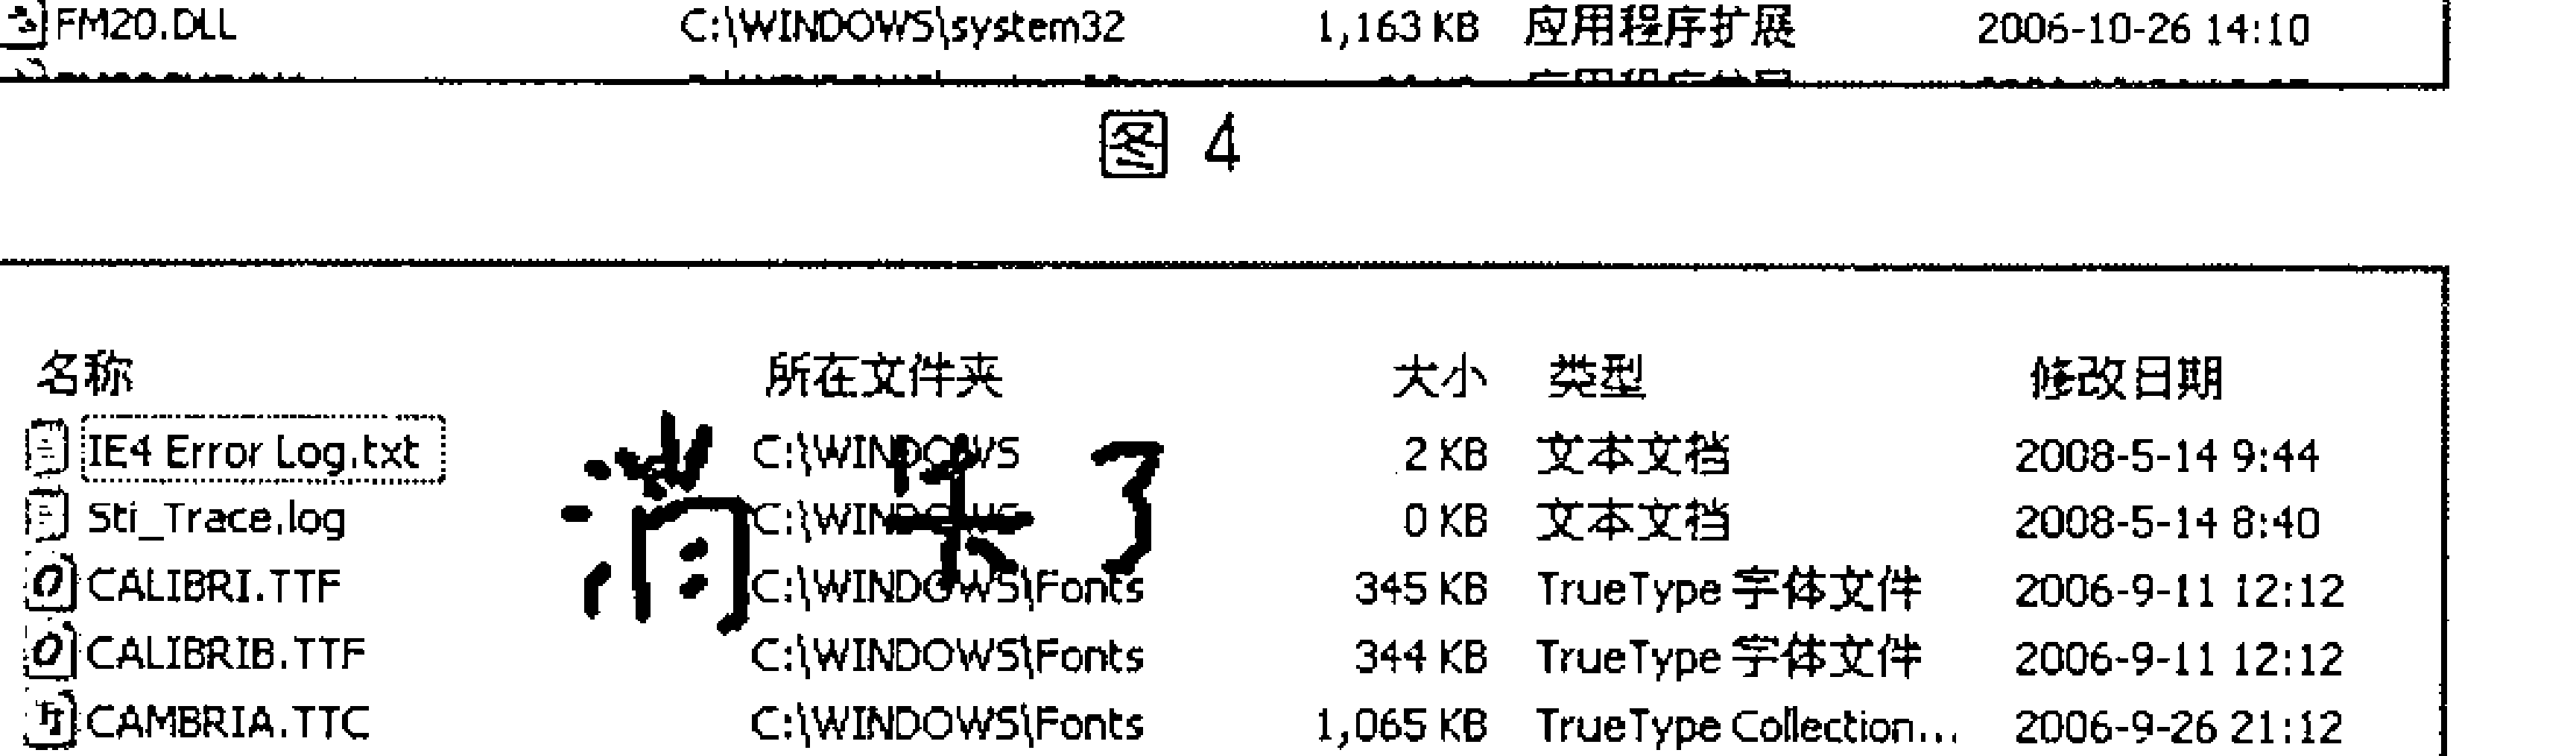 FM20.DLL C:\WINDOWS\system32 1,163 KB 应用程序扩展 2006-10-26 14:10
图 4
名称 所在文件夹 大小 类型 修改日期
IE4 Error Log.txt C:\WINDOWS 2 KB 文本文档 2008-5-14 9:44
Sti_Trace.log C:\WINDOWS 0 KB 文本文档 2008-5-14 8:40
CALIBRI.TTF C:\WINDOWS\Fonts 345 KB TrueType 字体文件 2006-9-11 12:12
CALIBRIB.TTF C:\WINDOWS\Fonts 344 KB TrueType 字体文件 2006-9-11 12:12
CAMBRIA.TTC C:\WINDOWS\Fonts 1,065 KB TrueType Collection... 2006-9-26 21:12